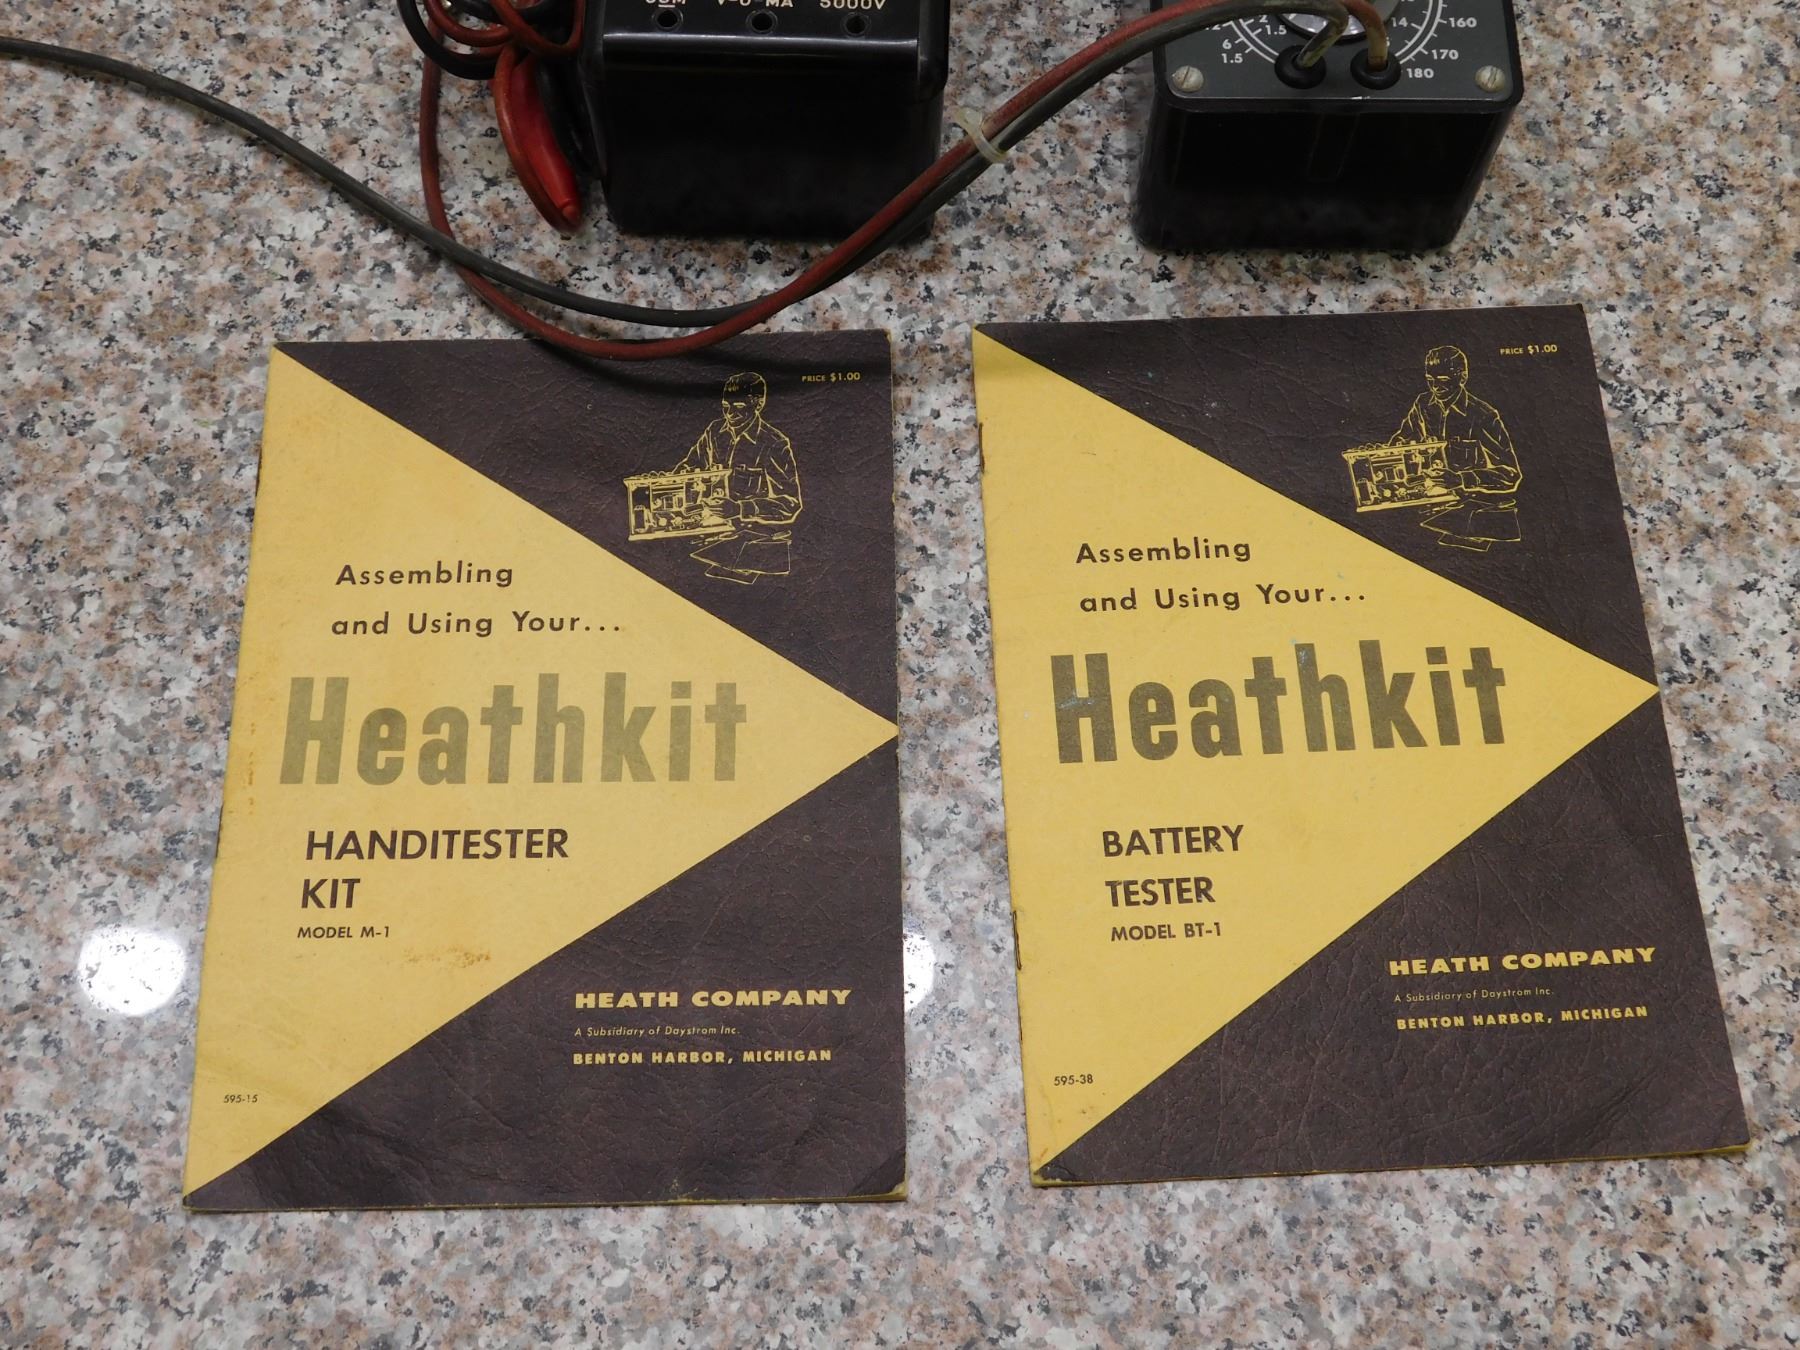 COM V-Ω-MA 5000V
2 14 160
6 1.5 170
1.5 180
PRICE $1.00
Assembling
and Using Your...
Heathkit
HANDITESTER
KIT
MODEL M-1
HEATH COMPANY
A Subsidiary of Daystrom Inc.
BENTON HARBOR, MICHIGAN
595-15
PRICE $1.00
Assembling
and Using Your...
Heathkit
BATTERY
TESTER
MODEL BT-1
HEATH COMPANY
A Subsidiary of Daystrom Inc.
BENTON HARBOR, MICHIGAN
595-38